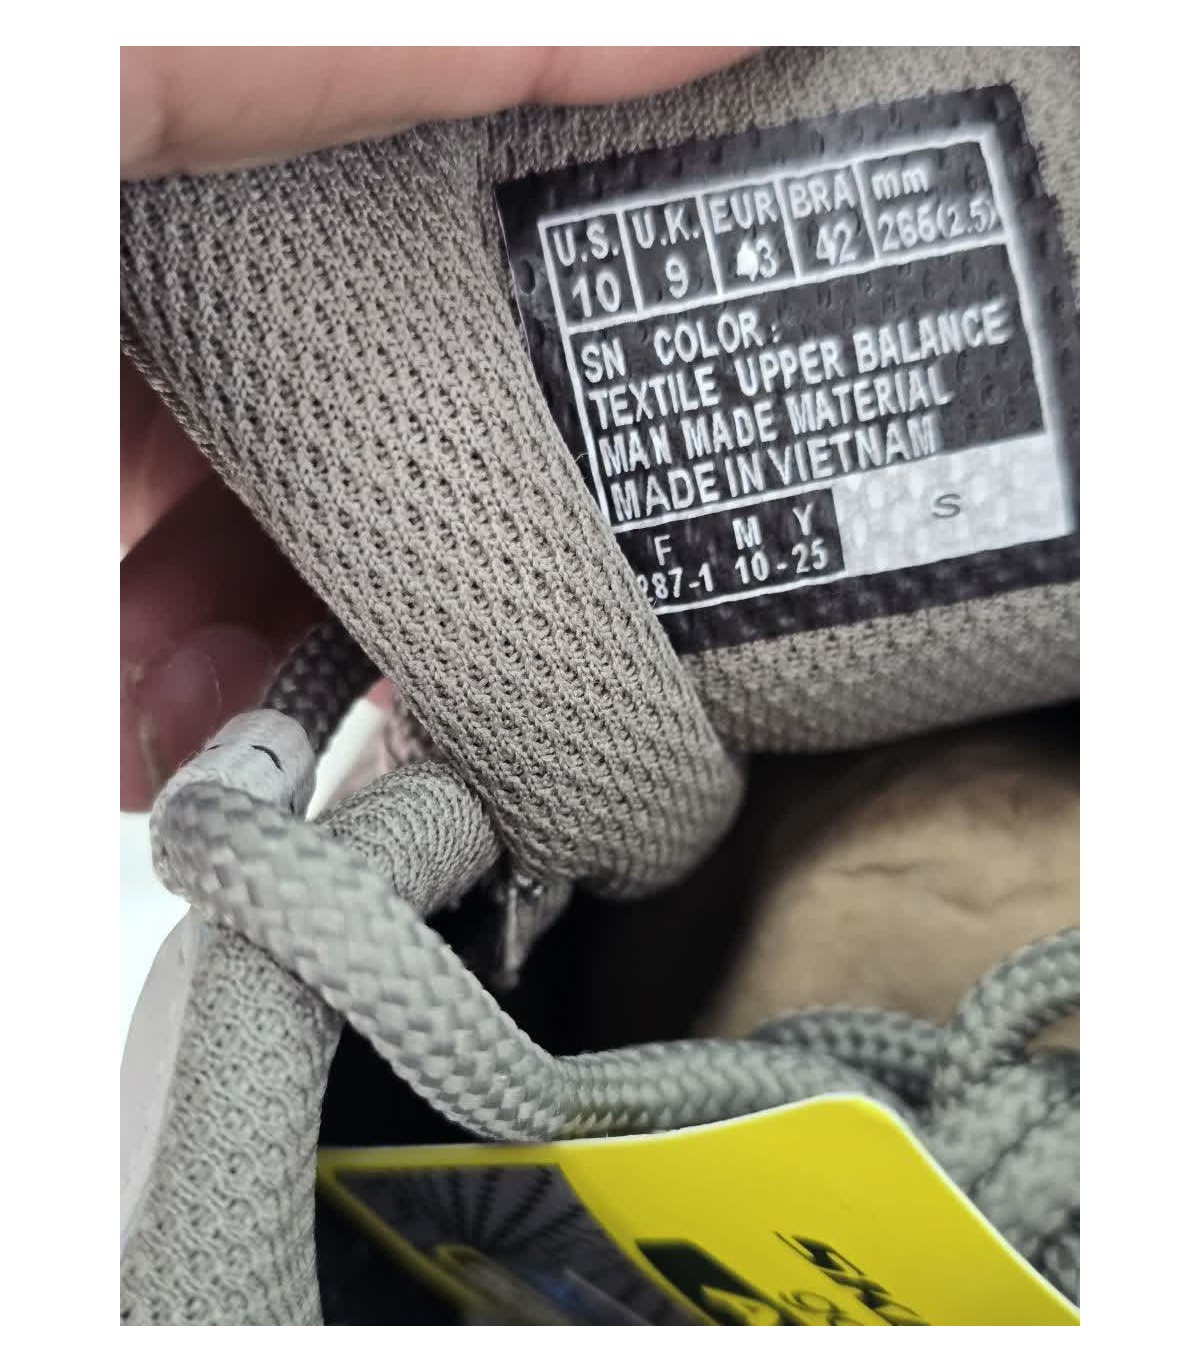 U.S. U.K. EUR BRA mm
10 9 43 42 265(2.5)
SN COLOR:
TEXTILE UPPER BALANCE
MAN MADE MATERIAL
MADE IN VIETNAM
F M Y S
287-1 10-25